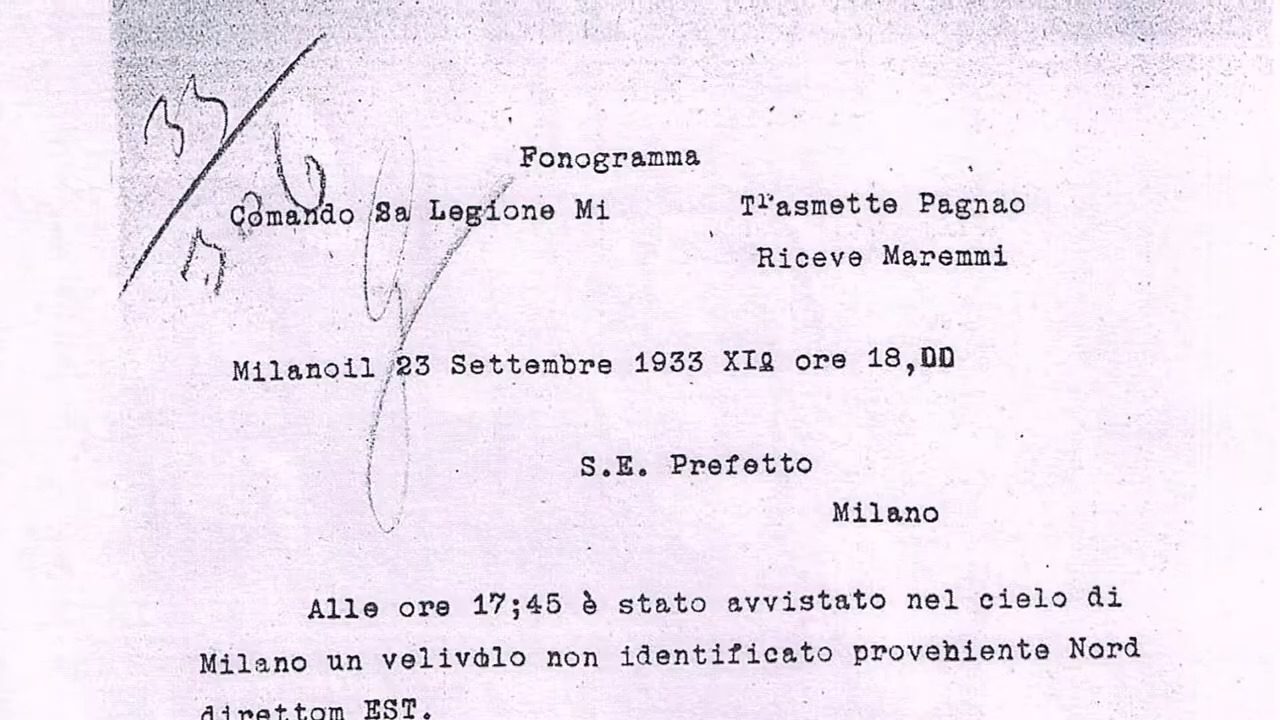 Fonogramma
Comando 8a Legione Mi
Trasmette Pagnao
Riceve Maremmi
Milanoil 23 Settembre 1933 XI ore 18,00
S.E. Prefetto
Milano
Alle ore 17;45 è stato avvistato nel cielo di
Milano un velivolo non identificato provehiente Nord
direttom EST.